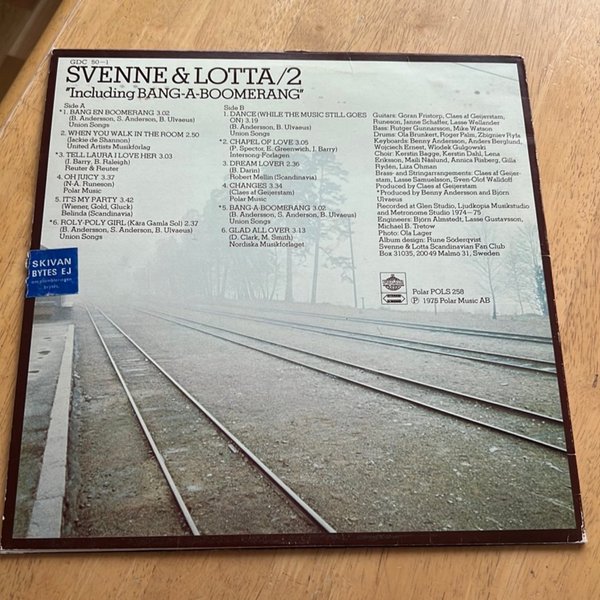 GDC 50-1
SVENNE & LOTTA/2
"Including BANG-A-BOOMERANG"
Side A
*1. BANG EN BOOMERANG 3.02
(B. Andersson, S. Anderson, B. Ulvaeus)
Union Songs
2. WHEN YOU WALK IN THE ROOM 2.50
(Jackie de Shannon)
United Artists Musikförlag
*3. TELL LAURA I LOVE HER 3.03
(J. Barry, B. Raleigh)
Reuter & Reuter
4. OH JUCY 3.37
(N-A. Runeson)
Polar Music
5. IT'S MY PARTY 3.42
(Wiener, Gold, Gluck)
Belinda (Scandinavia)
*6. ROLY-POLY GIRL (Kära Gamla Sol) 2.37
(B. Andersson, S. Anderson, B. Ulvaeus)
Union Songs
Side B
1. DANCE (WHILE THE MUSIC STILL GOES
ON) 3.19
(B. Andersson, B. Ulvaeus)
Union Songs
*2. CHAPEL OF LOVE 3.05
(P. Spector, E. Greenwich, J. Barry)
Intersong-Förlagen
3. DREAM LOVER 2.36
(B. Darin)
Robert Mellin (Scandinavia)
4. CHANGES 3.34
(Claes af Geijerstam)
Polar Music
*5. BANG-A-BOOMERANG 3.02
(B. Andersson, S. Anderson, B. Ulvaeus)
Union Songs
6. GLAD ALL OVER 3.13
(D. Clark, M. Smith)
Nordiska Musikförlaget
Guitars: Göran Fristorp, Claes af Geijerstam,
Runeson, Janne Schaffer, Lasse Wellander
Bass: Rutger Gunnarsson, Mike Watson
Drums: Ola Brunkert, Roger Palm, Zbigniev Ryfa
Keyboards: Benny Andersson, Anders Berglund,
Wojciech Ernest, Wlodek Gulgowski
Choir: Kerstin Bagge, Kerstin Dahl, Lena
Eriksson, Maili Näslund, Annica Risberg, Gilla
Rydén, Liza Öhman
Brass- and Stringarrangements: Claes af Geijer-
stam, Lasse Samuelsson, Sven-Olof Walldoff
Produced by Claes af Geijerstam
*Produced by Benny Andersson and Björn
Ulvaeus
Recorded at Glen Studio, Ljudkopia Musikstudio
and Metronome Studio 1974-75
Engineers: Björn Almstedt, Lasse Gustavsson,
Michael B. Tretow
Photo: Ola Lager
Album design: Rune Söderqvist
Svenne & Lotta Scandinavian Fan Club
Box 31035, 200 49 Malmö 31, Sweden
SKIVAN
BYTES EJ
om plomberingen
brytes
Polar POLS 258
℗ 1975 Polar Music AB